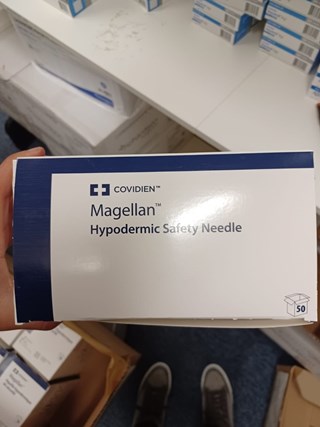 COVIDIEN™
Magellan™
Hypodermic Safety Needle
50